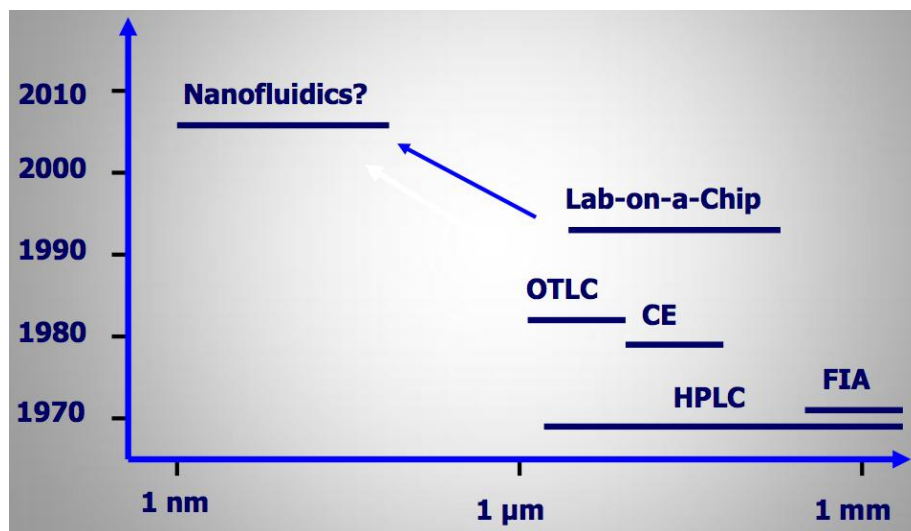 2010
Nanofluidics?
2000
Lab-on-a-Chip
1990
OTLC
CE
1980
FIA
HPLC
1970
1 nm
1 µm
1 mm